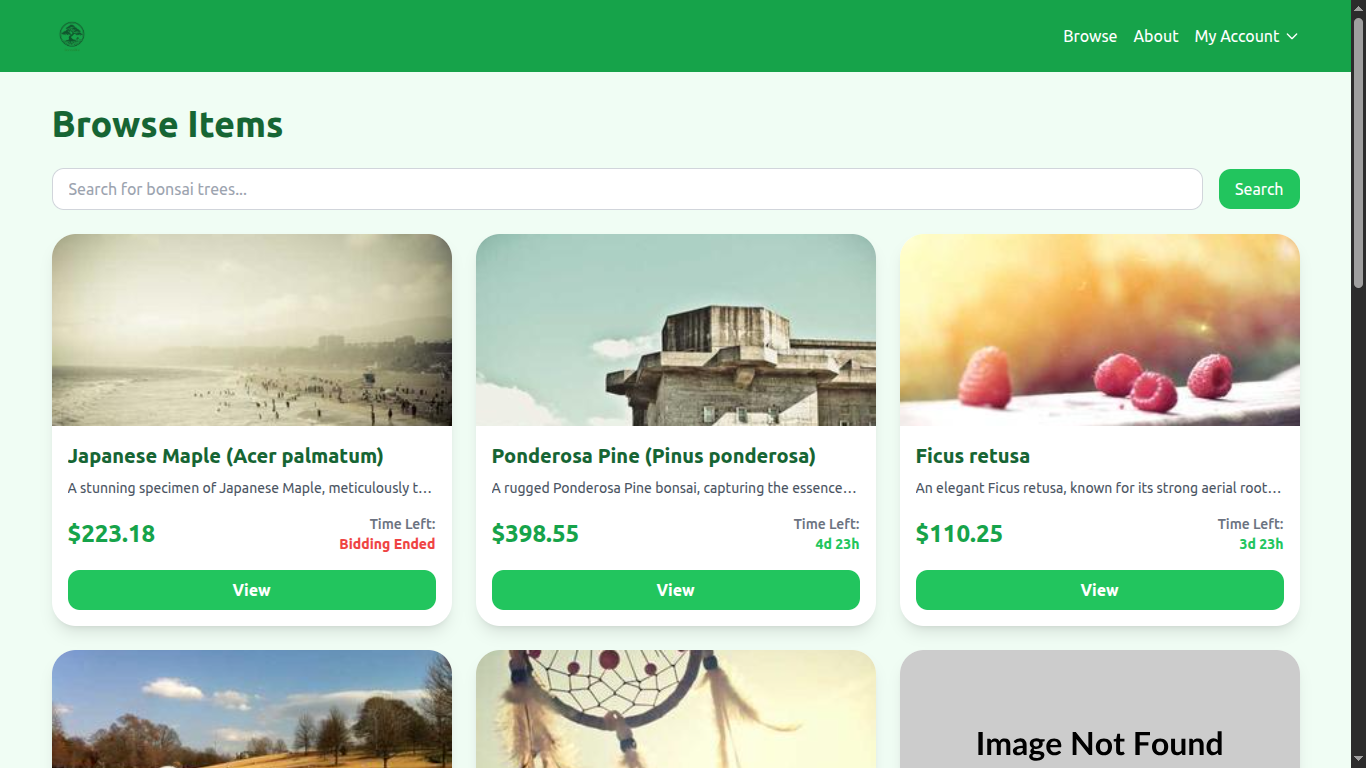 Browse
About
My Account
Browse Items
Search for bonsai trees...
Search
Japanese Maple (Acer palmatum)
A stunning specimen of Japanese Maple, meticulously t...
$223.18
Time Left:
Bidding Ended
View
Ponderosa Pine (Pinus ponderosa)
A rugged Ponderosa Pine bonsai, capturing the essence...
$398.55
Time Left:
4d 23h
View
Ficus retusa
An elegant Ficus retusa, known for its strong aerial root...
$110.25
Time Left:
3d 23h
View
Image Not Found